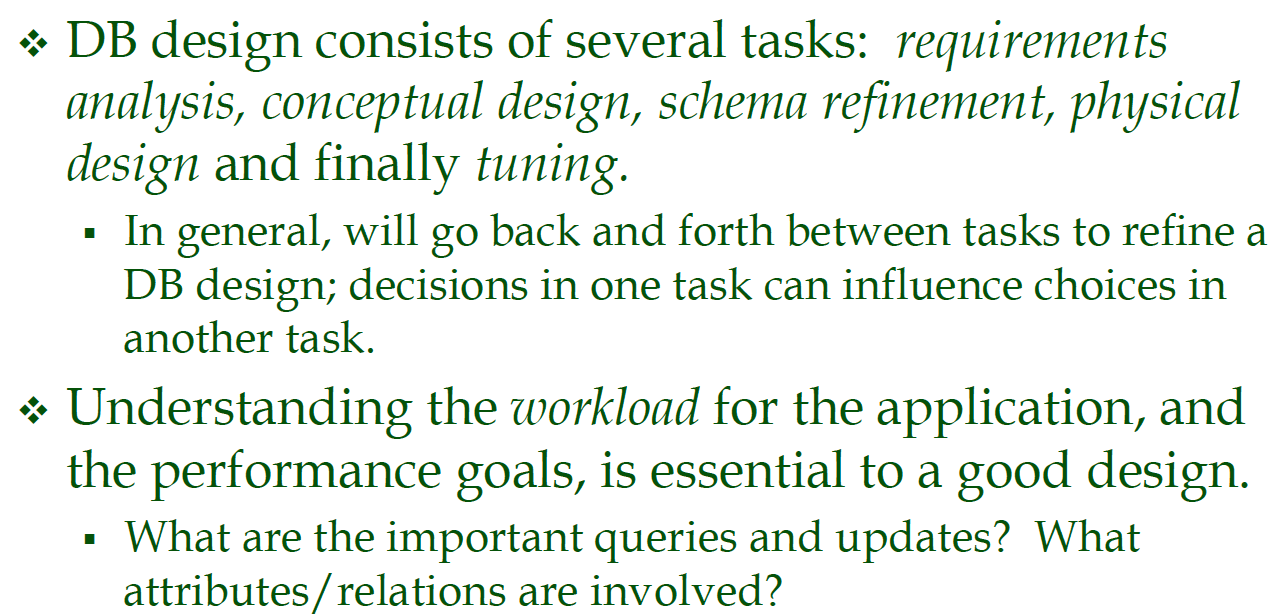 ❖ DB design consists of several tasks: requirements
analysis, conceptual design, schema refinement, physical
design and finally tuning.
▪ In general, will go back and forth between tasks to refine a
DB design; decisions in one task can influence choices in
another task.
❖ Understanding the workload for the application, and
the performance goals, is essential to a good design.
▪ What are the important queries and updates? What
attributes/relations are involved?